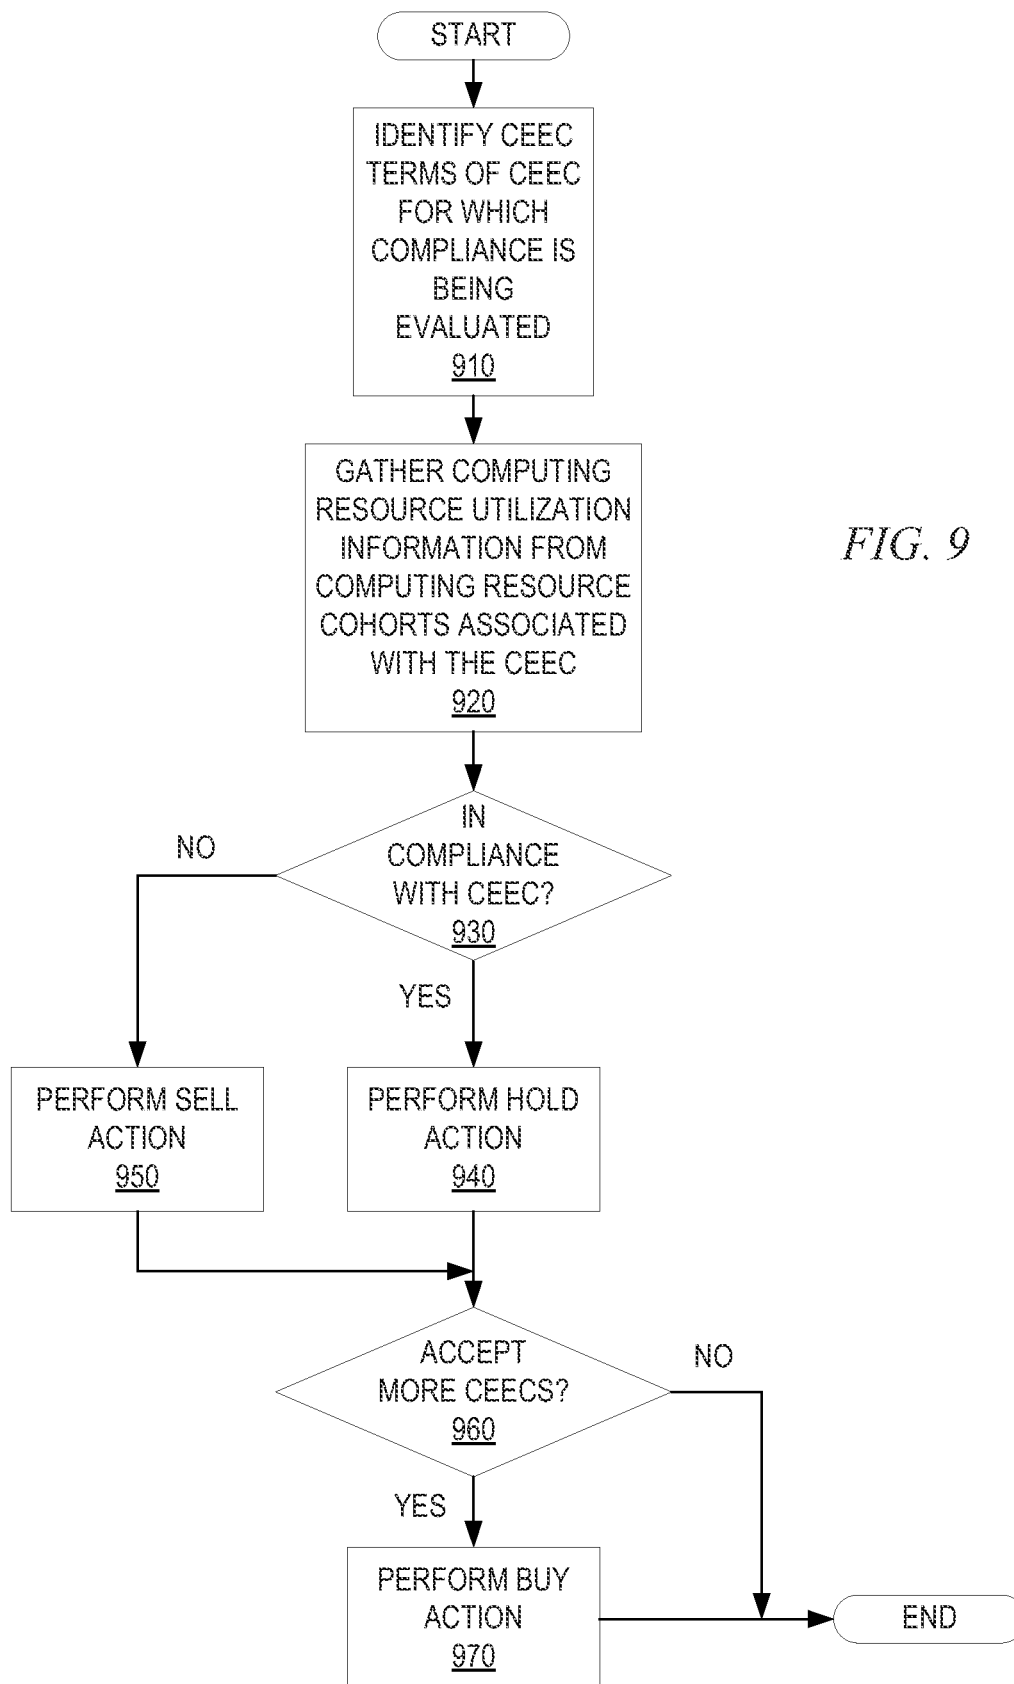 START
IDENTIFY CEEC
TERMS OF CEEC
FOR WHICH
COMPLIANCE IS
BEING
EVALUATED
910
GATHER COMPUTING
RESOURCE UTILIZATION
INFORMATION FROM
COMPUTING RESOURCE
COHORTS ASSOCIATED
WITH THE CEEC
920
FIG. 9
IN
COMPLIANCE
WITH CEEC?
930
NO
YES
PERFORM SELL
ACTION
950
PERFORM HOLD
ACTION
940
ACCEPT
MORE CEECS?
960
NO
YES
PERFORM BUY
ACTION
970
END